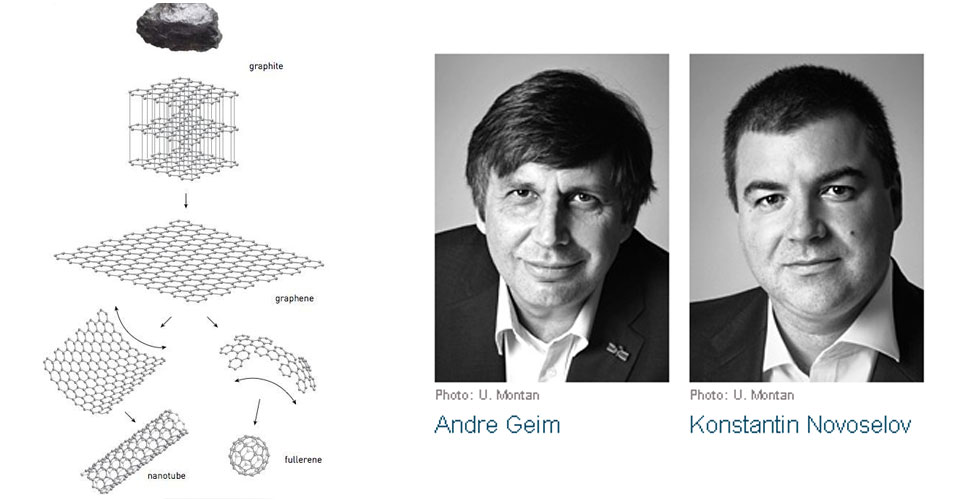 graphite
graphene
nanotube
fullerene
Photo: U. Montan
Andre Geim
Photo: U. Montan
Konstantin Novoselov